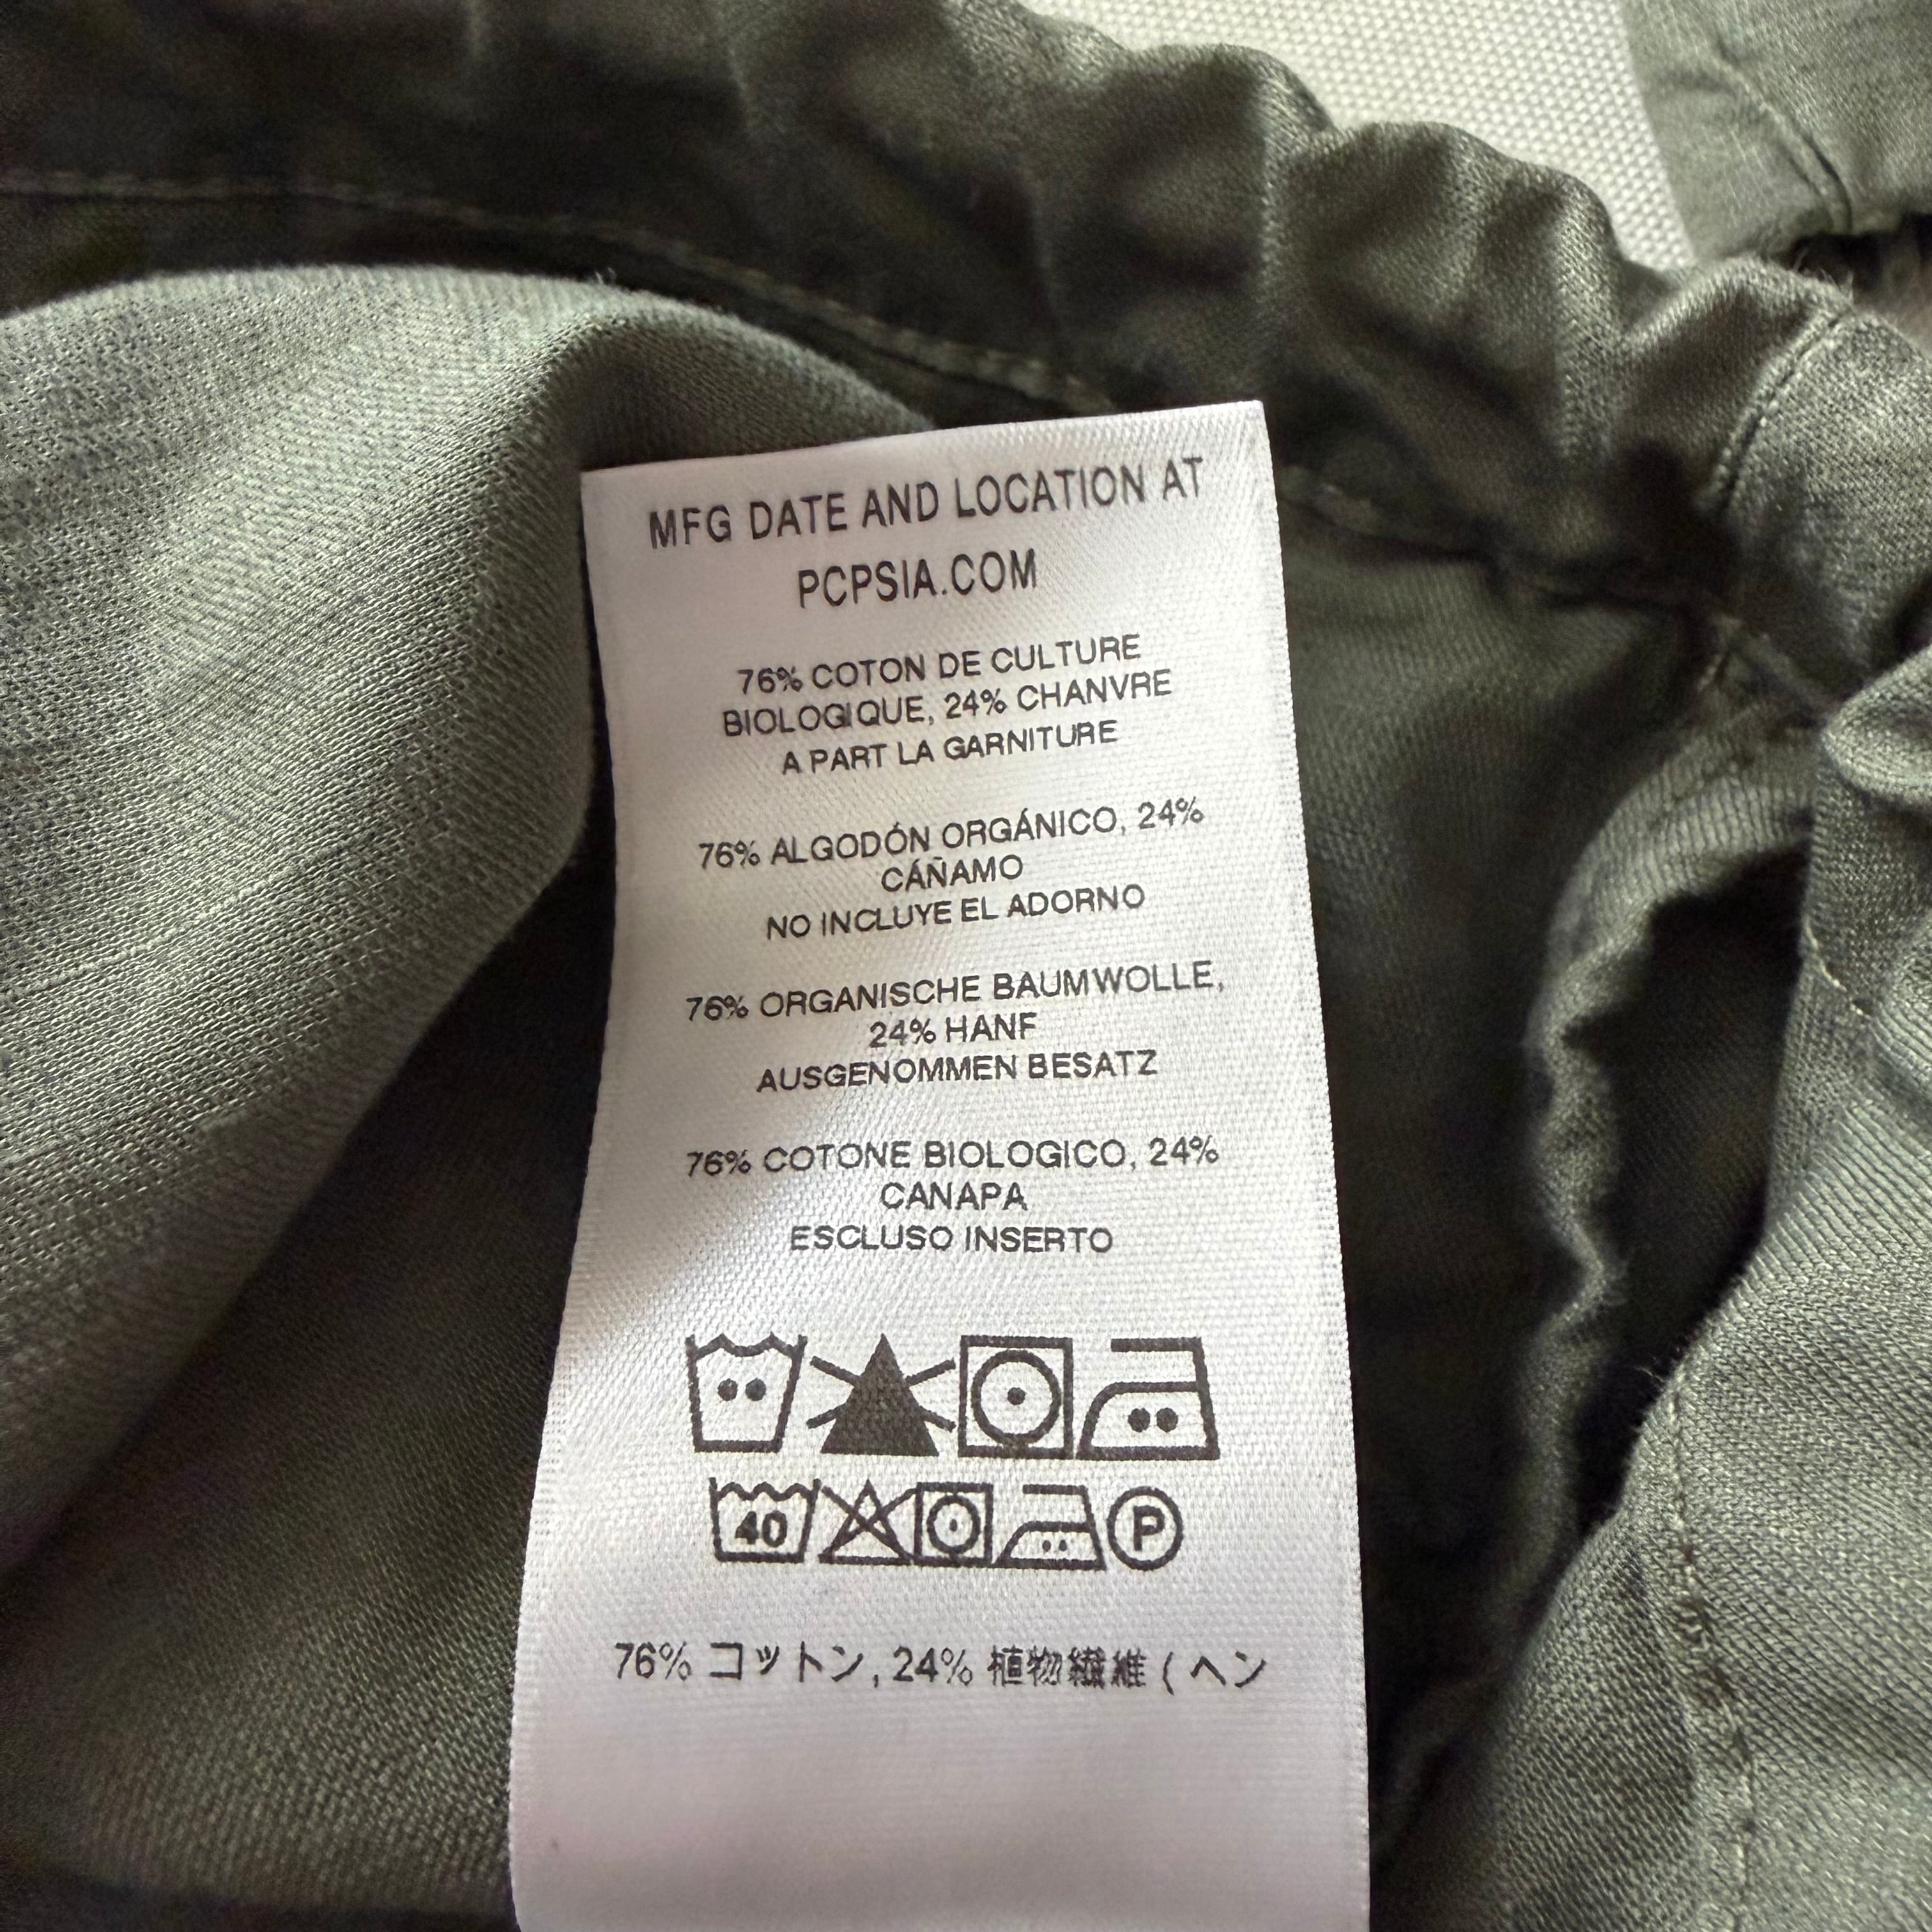 MFG DATE AND LOCATION AT
PCPSIA.COM
76% COTON DE CULTURE
BIOLOGIQUE, 24% CHANVRE
A PART LA GARNITURE
76% ALGODÓN ORGÁNICO, 24%
CÁÑAMO
NO INCLUYE EL ADORNO
76% ORGANISCHE BAUMWOLLE,
24% HANF
AUSGENOMMEN BESATZ
76% COTONE BIOLOGICO, 24%
CANAPA
ESCLUSO INSERTO
40 P
76% コットン, 24% 植物繊維 ( ヘン